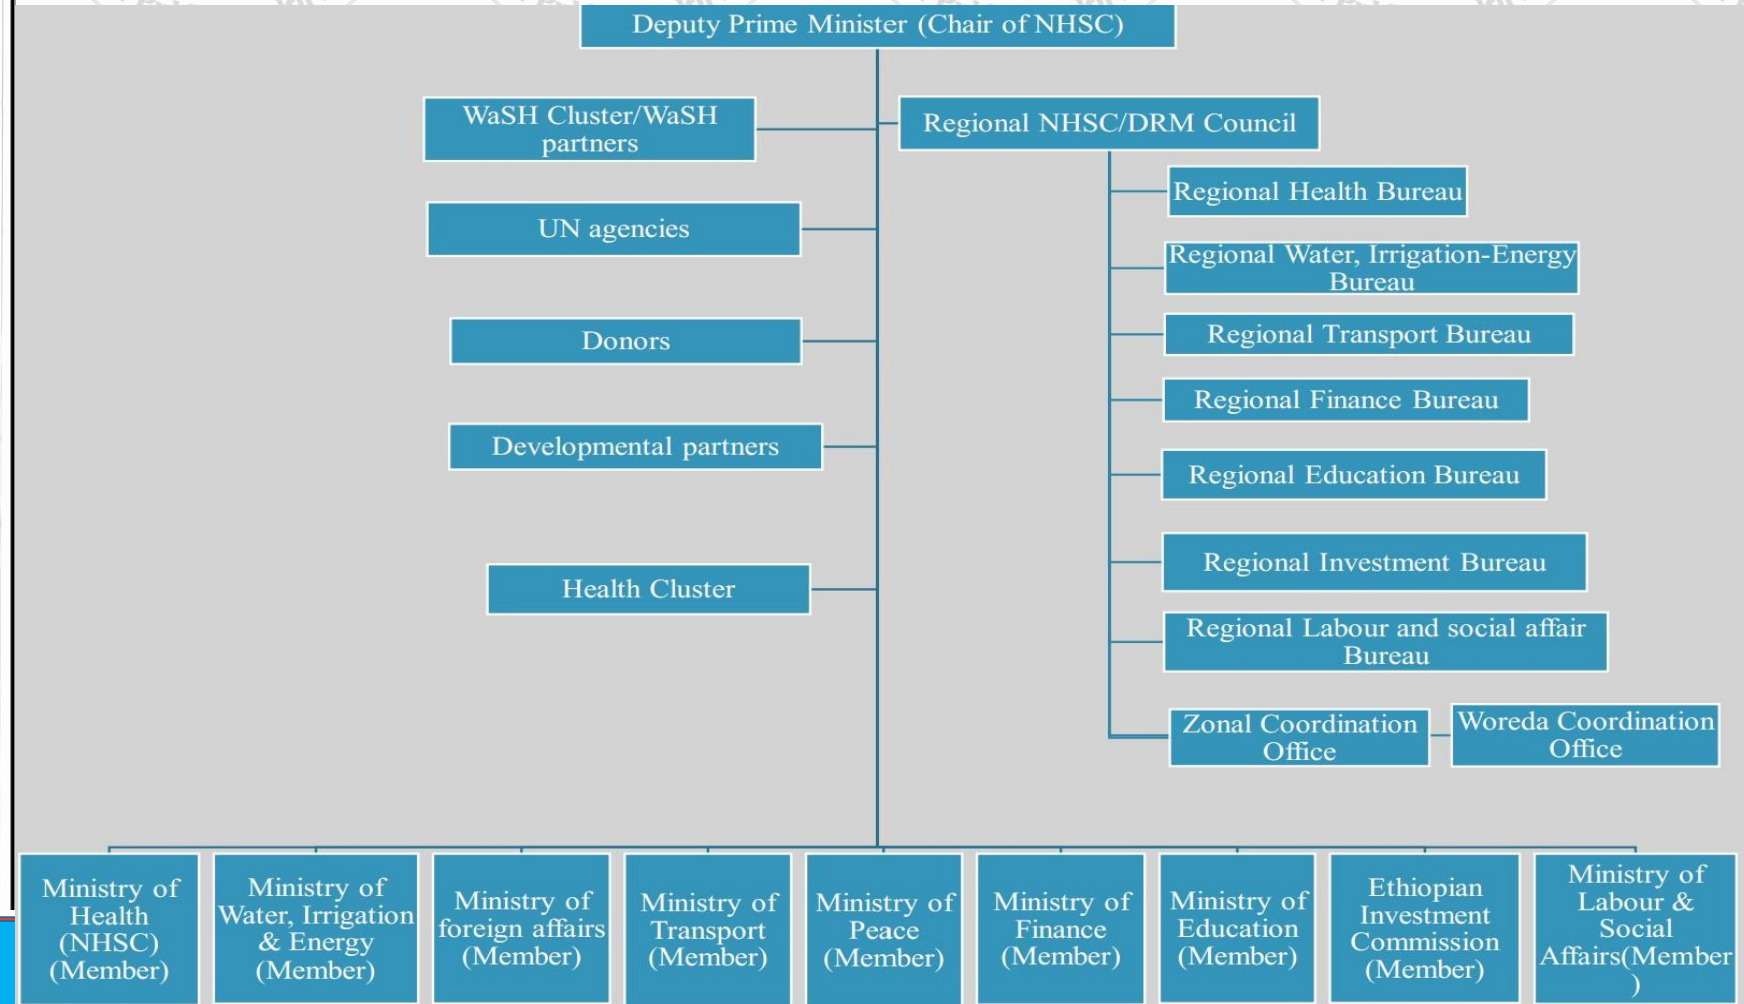 Deputy Prime Minister (Chair of NHSC)
WaSH Cluster/WaSH
partners
Regional NHSC/DRM Council
Regional Health Bureau
UN agencies
Regional Water, Irrigation-Energy
Bureau
Donors
Regional Transport Bureau
Regional Finance Bureau
Developmental partners
Regional Education Bureau
Health Cluster
Regional Investment Bureau
Regional Labour and social affair
Bureau
Zonal Coordination
Office
Woreda Coordination
Office
Ministry of
Health
(NHSC)
(Member)
Ministry of
Water, Irrigation
& Energy
(Member)
Ministry of
foreign affairs
(Member)
Ministry of
Transport
(Member)
Ministry of
Peace
(Member)
Ministry of
Finance
(Member)
Ministry of
Education
(Member)
Ethiopian
Investment
Commission
(Member)
Ministry of
Labour &
Social
Affairs(Member
)